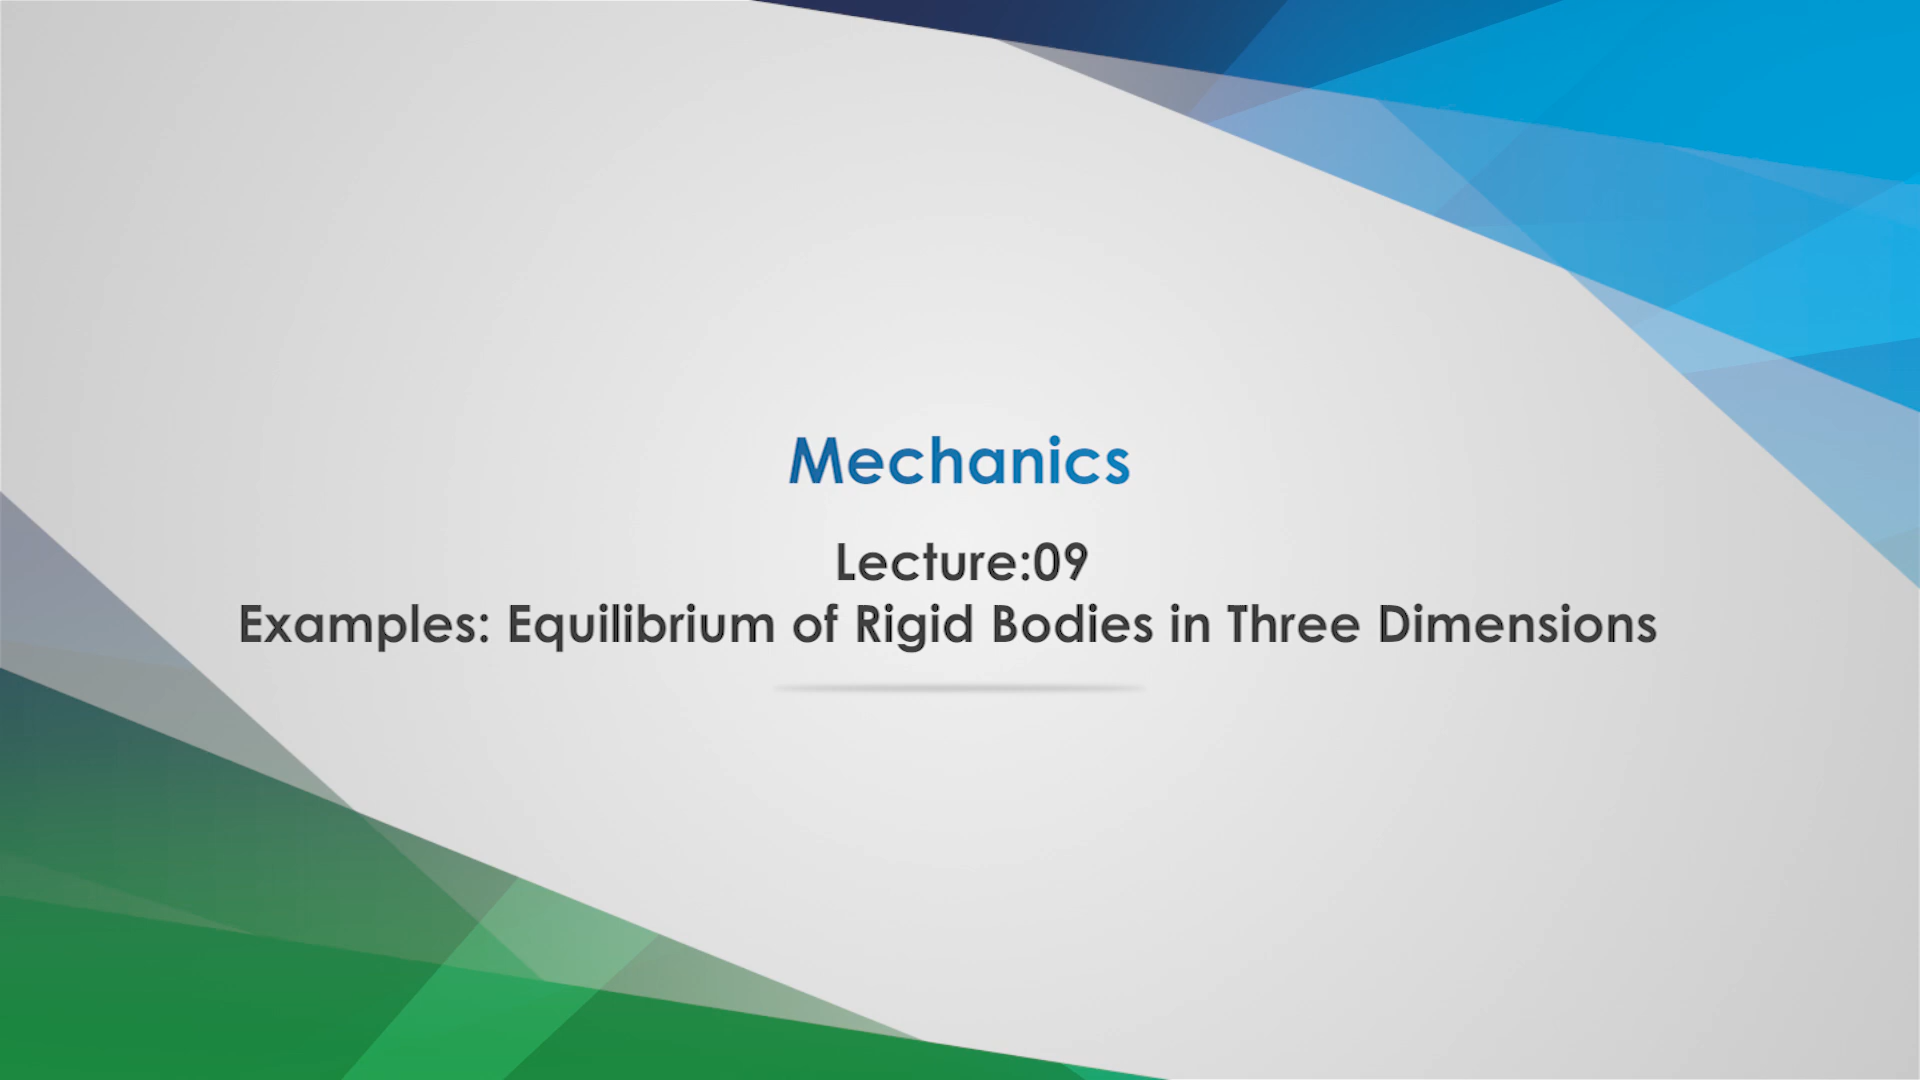 Mechanics
Lecture:09
Examples: Equilibrium of Rigid Bodies in Three Dimensions